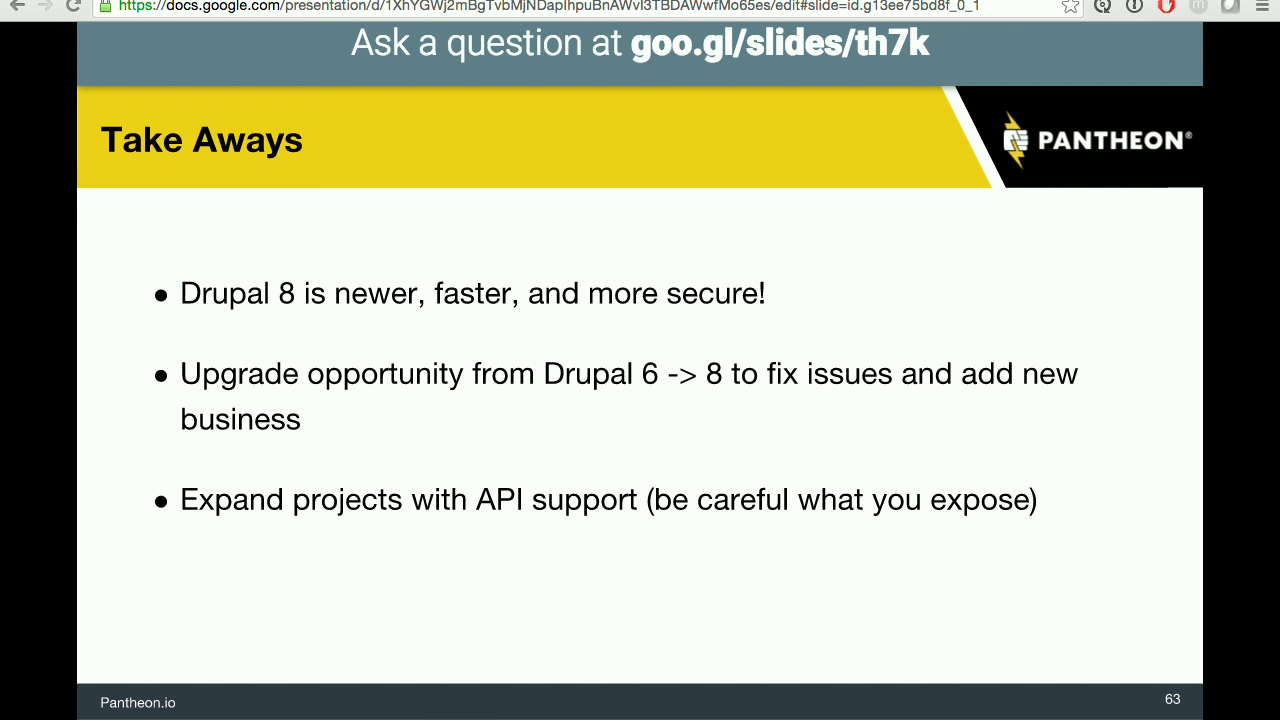 https://docs.google.com/presentation/d/1XhYGWj2mBgTvbMjNDapIhpuBnAWvl3TBDAWwfMo65es/edit#slide=id.g13ee75bd8f_0_1
Ask a question at goo.gl/slides/th7k
Take Aways
PANTHEON®
• Drupal 8 is newer, faster, and more secure!
• Upgrade opportunity from Drupal 6 -> 8 to fix issues and add new
business
• Expand projects with API support (be careful what you expose)
Pantheon.io
63